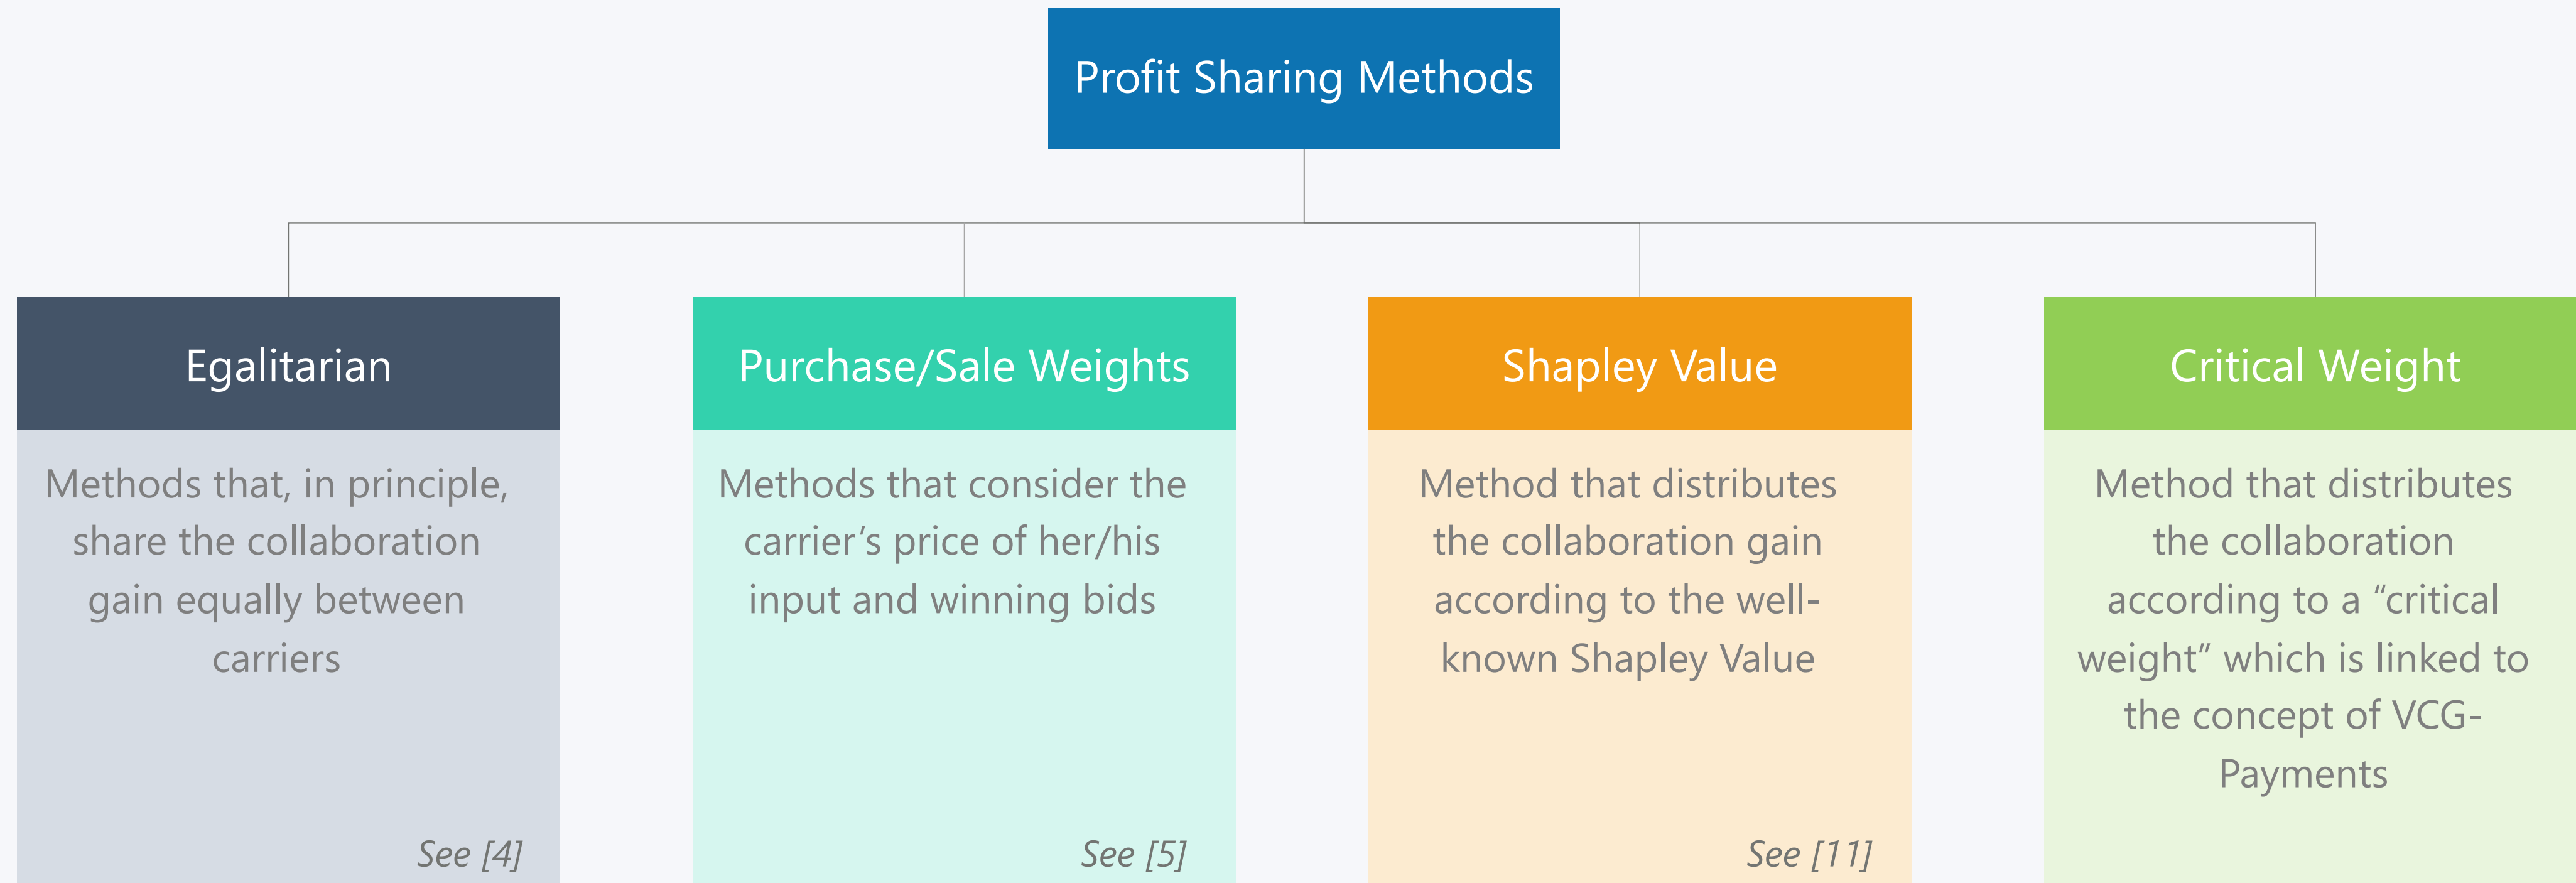 Profit Sharing Methods
Egalitarian
Methods that, in principle,
share the collaboration
gain equally between
carriers
See [4]
Purchase/Sale Weights
Methods that consider the
carrier’s price of her/his
input and winning bids
See [5]
Shapley Value
Method that distributes
the collaboration gain
according to the well-
known Shapley Value
See [11]
Critical Weight
Method that distributes
the collaboration
according to a “critical
weight” which is linked to
the concept of VCG-
Payments